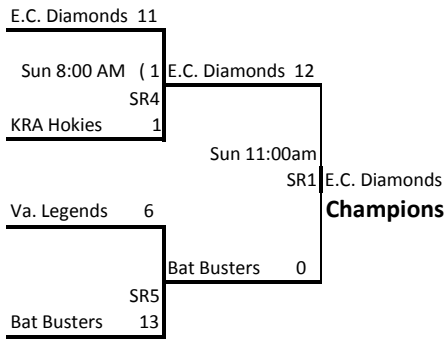 E.C. Diamonds 11
Sun 8:00 AM ( 1 E.C. Diamonds 12
SR4
KRA Hokies 1
Sun 11:00am
SR1 E.C. Diamonds
Va. Legends 6 Champions
Bat Busters 0
SR5
Bat Busters 13